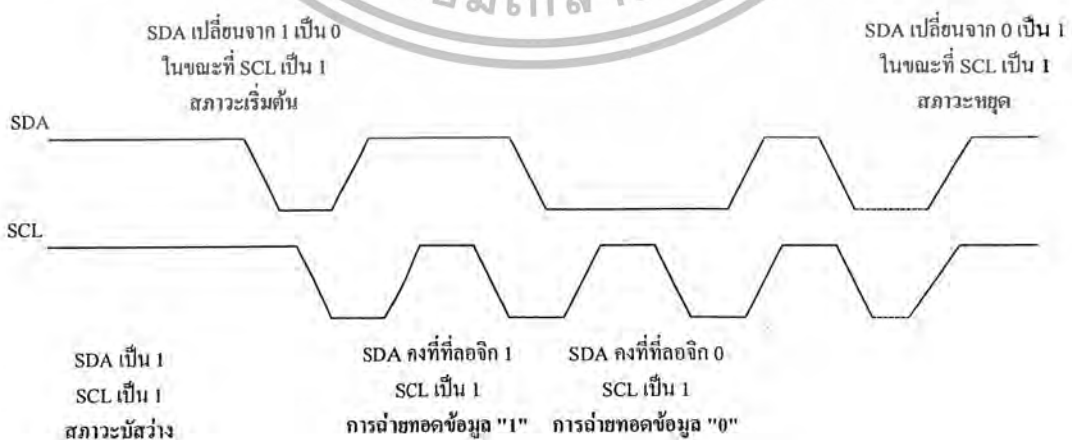 SDA เปลี่ยนจาก 1 เป็น 0
ในขณะที่ SCL เป็น 1
สภาวะเริ่มต้น
SDA เปลี่ยนจาก 0 เป็น 1
ในขณะที่ SCL เป็น 1
สภาวะหยุด
SDA
SCL
SDA เป็น 1
SCL เป็น 1
สภาวะบัสว่าง
SDA คงที่ที่ลอจิก 1
SCL เป็น 1
การถ่ายทอดข้อมูล "1"
SDA คงที่ที่ลอจิก 0
SCL เป็น 1
การถ่ายทอดข้อมูล "0"